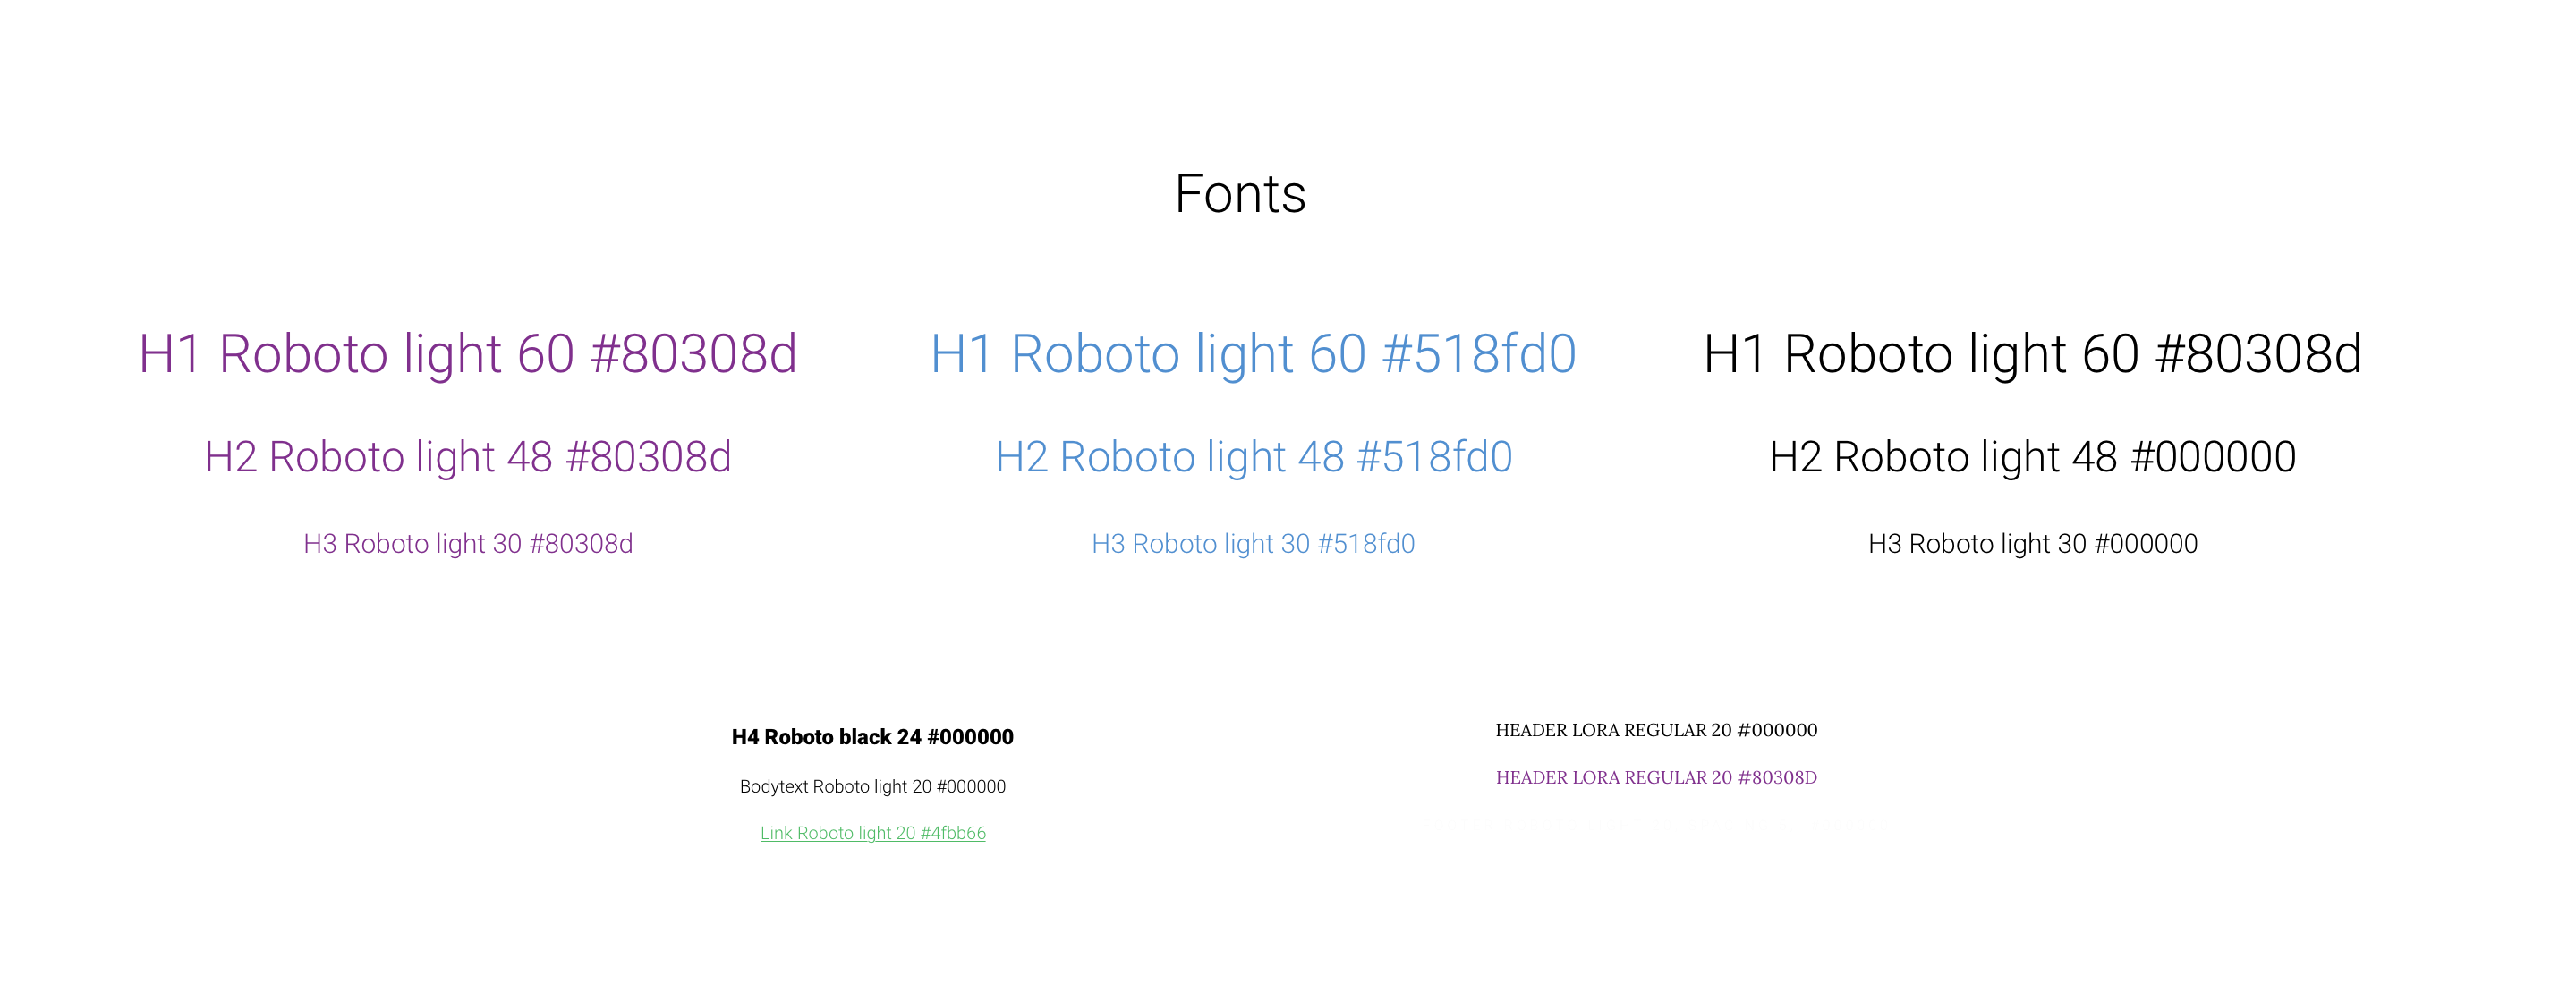 Fonts
H1 Roboto light 60 #80308d
H1 Roboto light 60 #518fd0
H1 Roboto light 60 #80308d
H2 Roboto light 48 #80308d
H2 Roboto light 48 #518fd0
H2 Roboto light 48 #000000
H3 Roboto light 30 #80308d
H3 Roboto light 30 #518fd0
H3 Roboto light 30 #000000
H4 Roboto black 24 #000000
Bodytext Roboto light 20 #000000
Link Roboto light 20 #4fbb66
HEADER LORA REGULAR 20 #000000
HEADER LORA REGULAR 20 #80308D